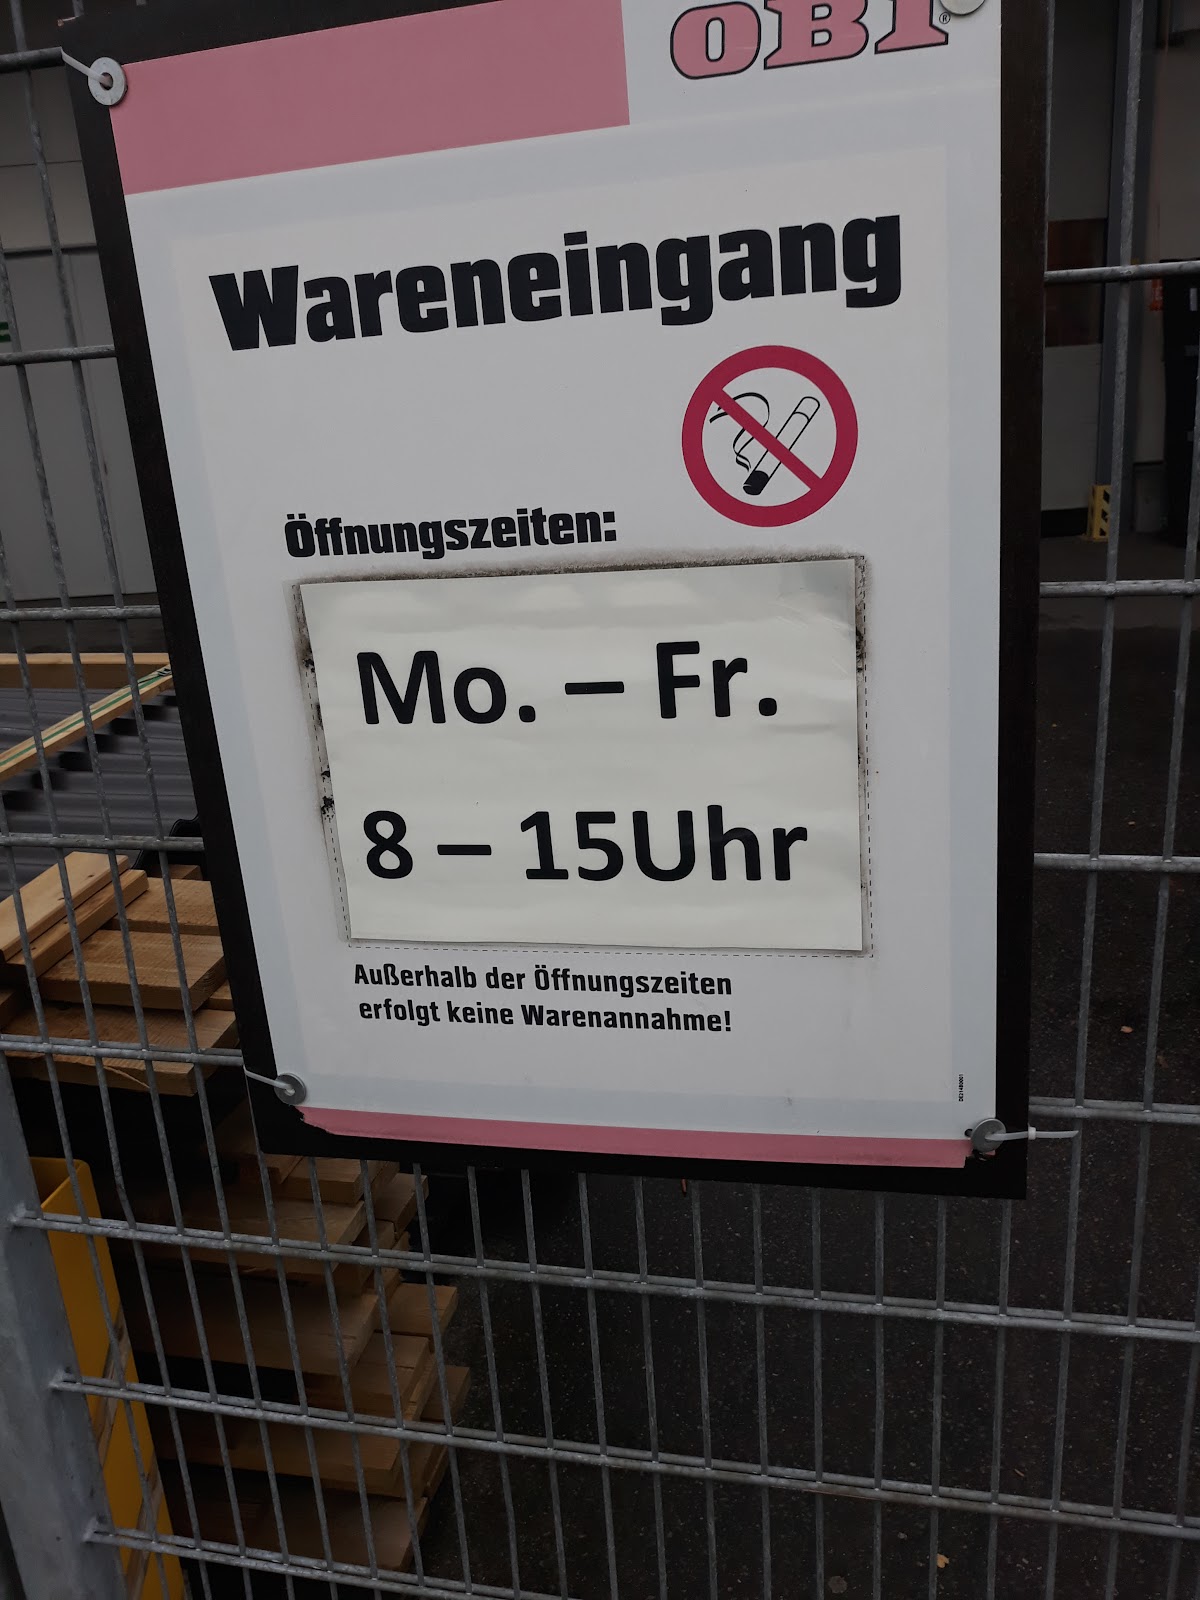 OBI®
Wareneingang
Öffnungszeiten:
Mo. – Fr.
8 – 15Uhr
Außerhalb der Öffnungszeiten
erfolgt keine Warenannahme!